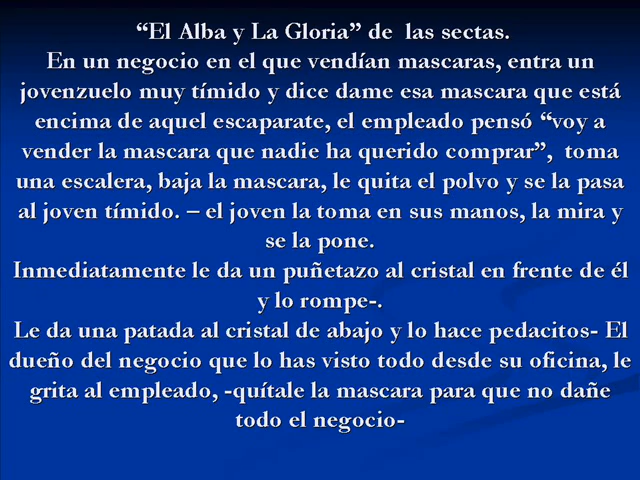 “El Alba y La Gloria” de las sectas.
En un negocio en el que vendían mascaras, entra un
jovenzuelo muy tímido y dice dame esa mascara que está
encima de aquel escaparate, el empleado pensó “voy a
vender la mascara que nadie ha querido comprar”, toma
una escalera, baja la mascara, le quita el polvo y se la pasa
al joven tímido. – el joven la toma en sus manos, la mira y
se la pone.
Inmediatamente le da un puñetazo al cristal en frente de él
y lo rompe-.
Le da una patada al cristal de abajo y lo hace pedacitos- El
dueño del negocio que lo has visto todo desde su oficina, le
grita al empleado, -quítale la mascara para que no dañe
todo el negocio-